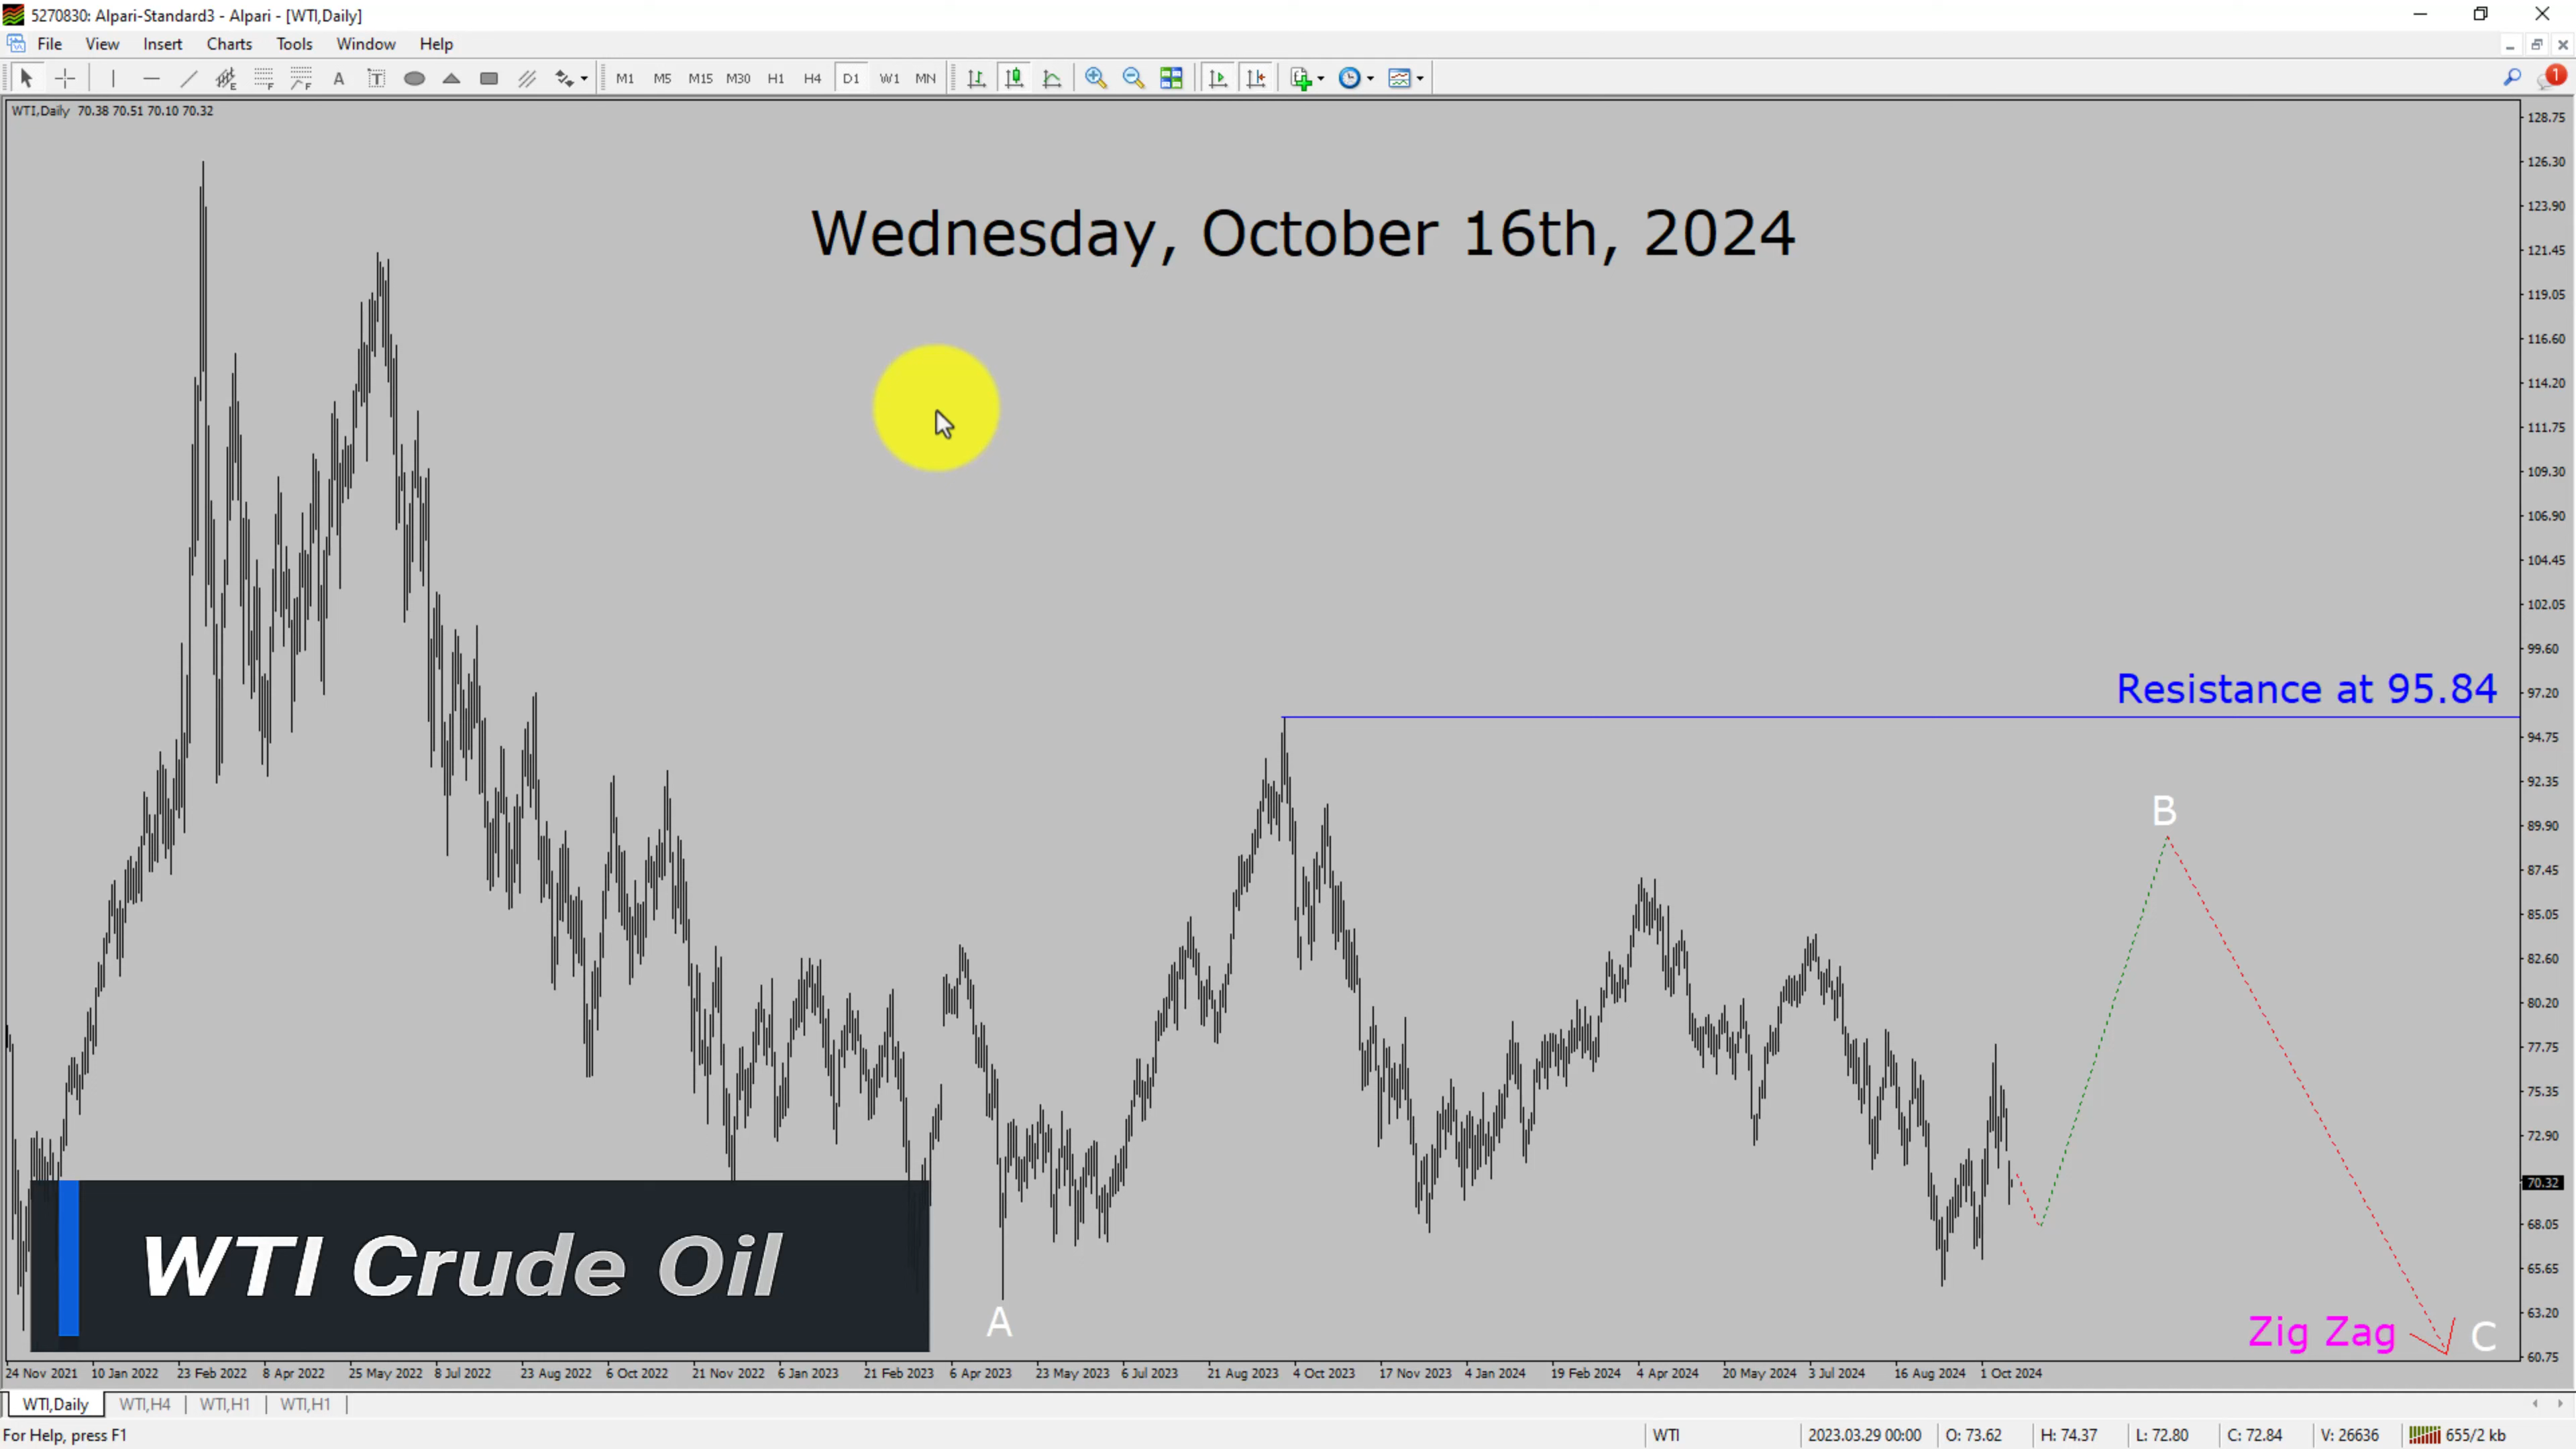 5270830: Alpari-Standard3 - Alpari - [WTI,Daily]
File View Insert Charts Tools Window Help
A T M1 M5 M15 M30 H1 H4 D1 W1 MN 1
WTI,Daily 70.38 70.51 70.10 70.32
128.75
126.30
Wednesday, October 16th, 2024
123.90
121.45
119.05
116.60
114.20
111.75
109.30
106.90
104.45
102.05
99.60
Resistance at 95.84
97.20
94.75
92.35
B
89.90
87.45
85.05
82.60
80.20
77.75
75.35
72.90
70.32
68.05
WTI Crude Oil
65.65
A
63.20
Zig Zag C
60.75
24 Nov 2021 10 Jan 2022 23 Feb 2022 8 Apr 2022 25 May 2022 8 Jul 2022 23 Aug 2022 6 Oct 2022 21 Nov 2022 6 Jan 2023 21 Feb 2023 6 Apr 2023 23 May 2023 6 Jul 2023 21 Aug 2023 4 Oct 2023 17 Nov 2023 4 Jan 2024 19 Feb 2024 4 Apr 2024 20 May 2024 3 Jul 2024 16 Aug 2024 1 Oct 2024
WTI,Daily WTI,H4 WTI,H1 WTI,H1
For Help, press F1 WTI 2023.03.29 00:00 O: 73.62 H: 74.37 L: 72.80 C: 72.84 V: 26636 655/2 kb